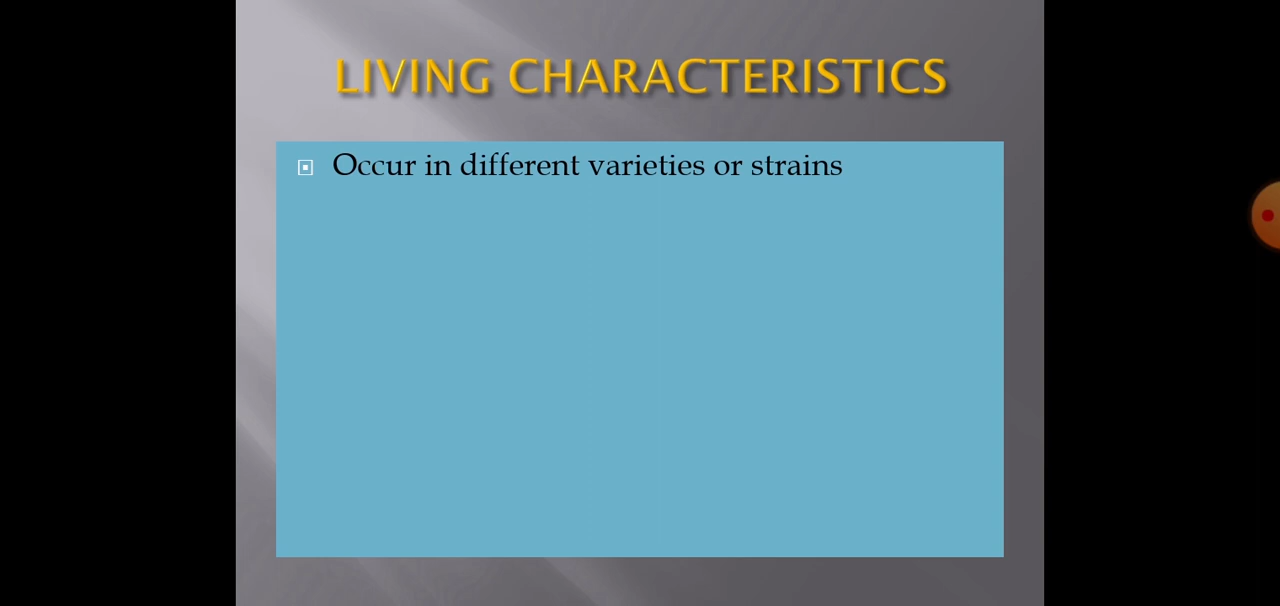 LIVING CHARACTERISTICS
Occur in different varieties or strains